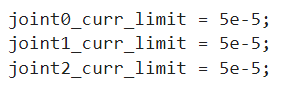 joint0_curr_limit = 5e-5;
joint1_curr_limit = 5e-5;
joint2_curr_limit = 5e-5;